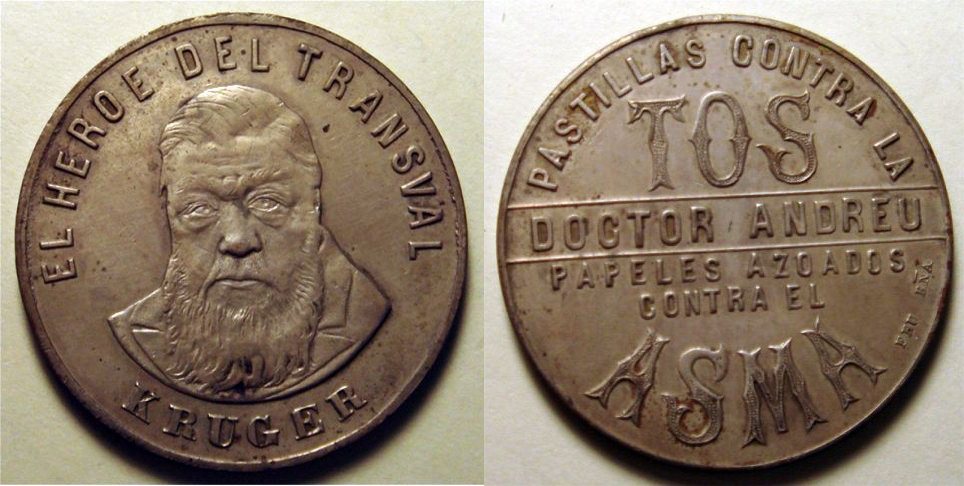 EL HEROE DEL TRANSVAL
KRUGER
PASTILLAS CONTRA LA
TOS
DOCTOR ANDREU
PAPELES AZOADOS
CONTRA EL
ASMA